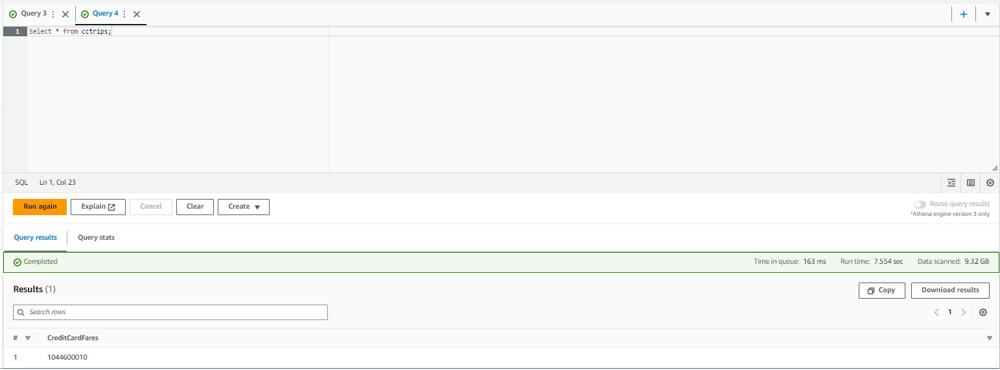 Query 3 Query 4
1 Select * from cctrips;
SQL Ln 1, Col 23
Run again Explain Cancel Clear Create Reuse query results
*Athena engine version 3 only
Query results Query stats
Completed Time in queue: 163 ms Run time: 7.554 sec Data scanned: 9.32 GB
Results (1) Copy Download results
Search rows 1
# CreditCardFares
1 1044600010